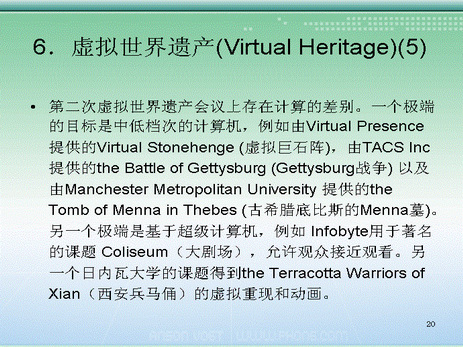 6．虚拟世界遗产(Virtual Heritage)(5)
• 第二次虚拟世界遗产会议上存在计算的差别。一个极端
的目标是中低档次的计算机，例如由Virtual Presence
提供的Virtual Stonehenge (虚拟巨石阵)，由TACS Inc
提供的the Battle of Gettysburg (Gettysburg战争) 以及
由Manchester Metropolitan University 提供的the
Tomb of Menna in Thebes (古希腊底比斯的Menna墓)。
另一个极端是基于超级计算机，例如 Infobyte用于著名
的课题 Coliseum（大剧场），允许观众接近观看。另
一个日内瓦大学的课题得到the Terracotta Warriors of
Xian（西安兵马俑）的虚拟重现和动画。
20